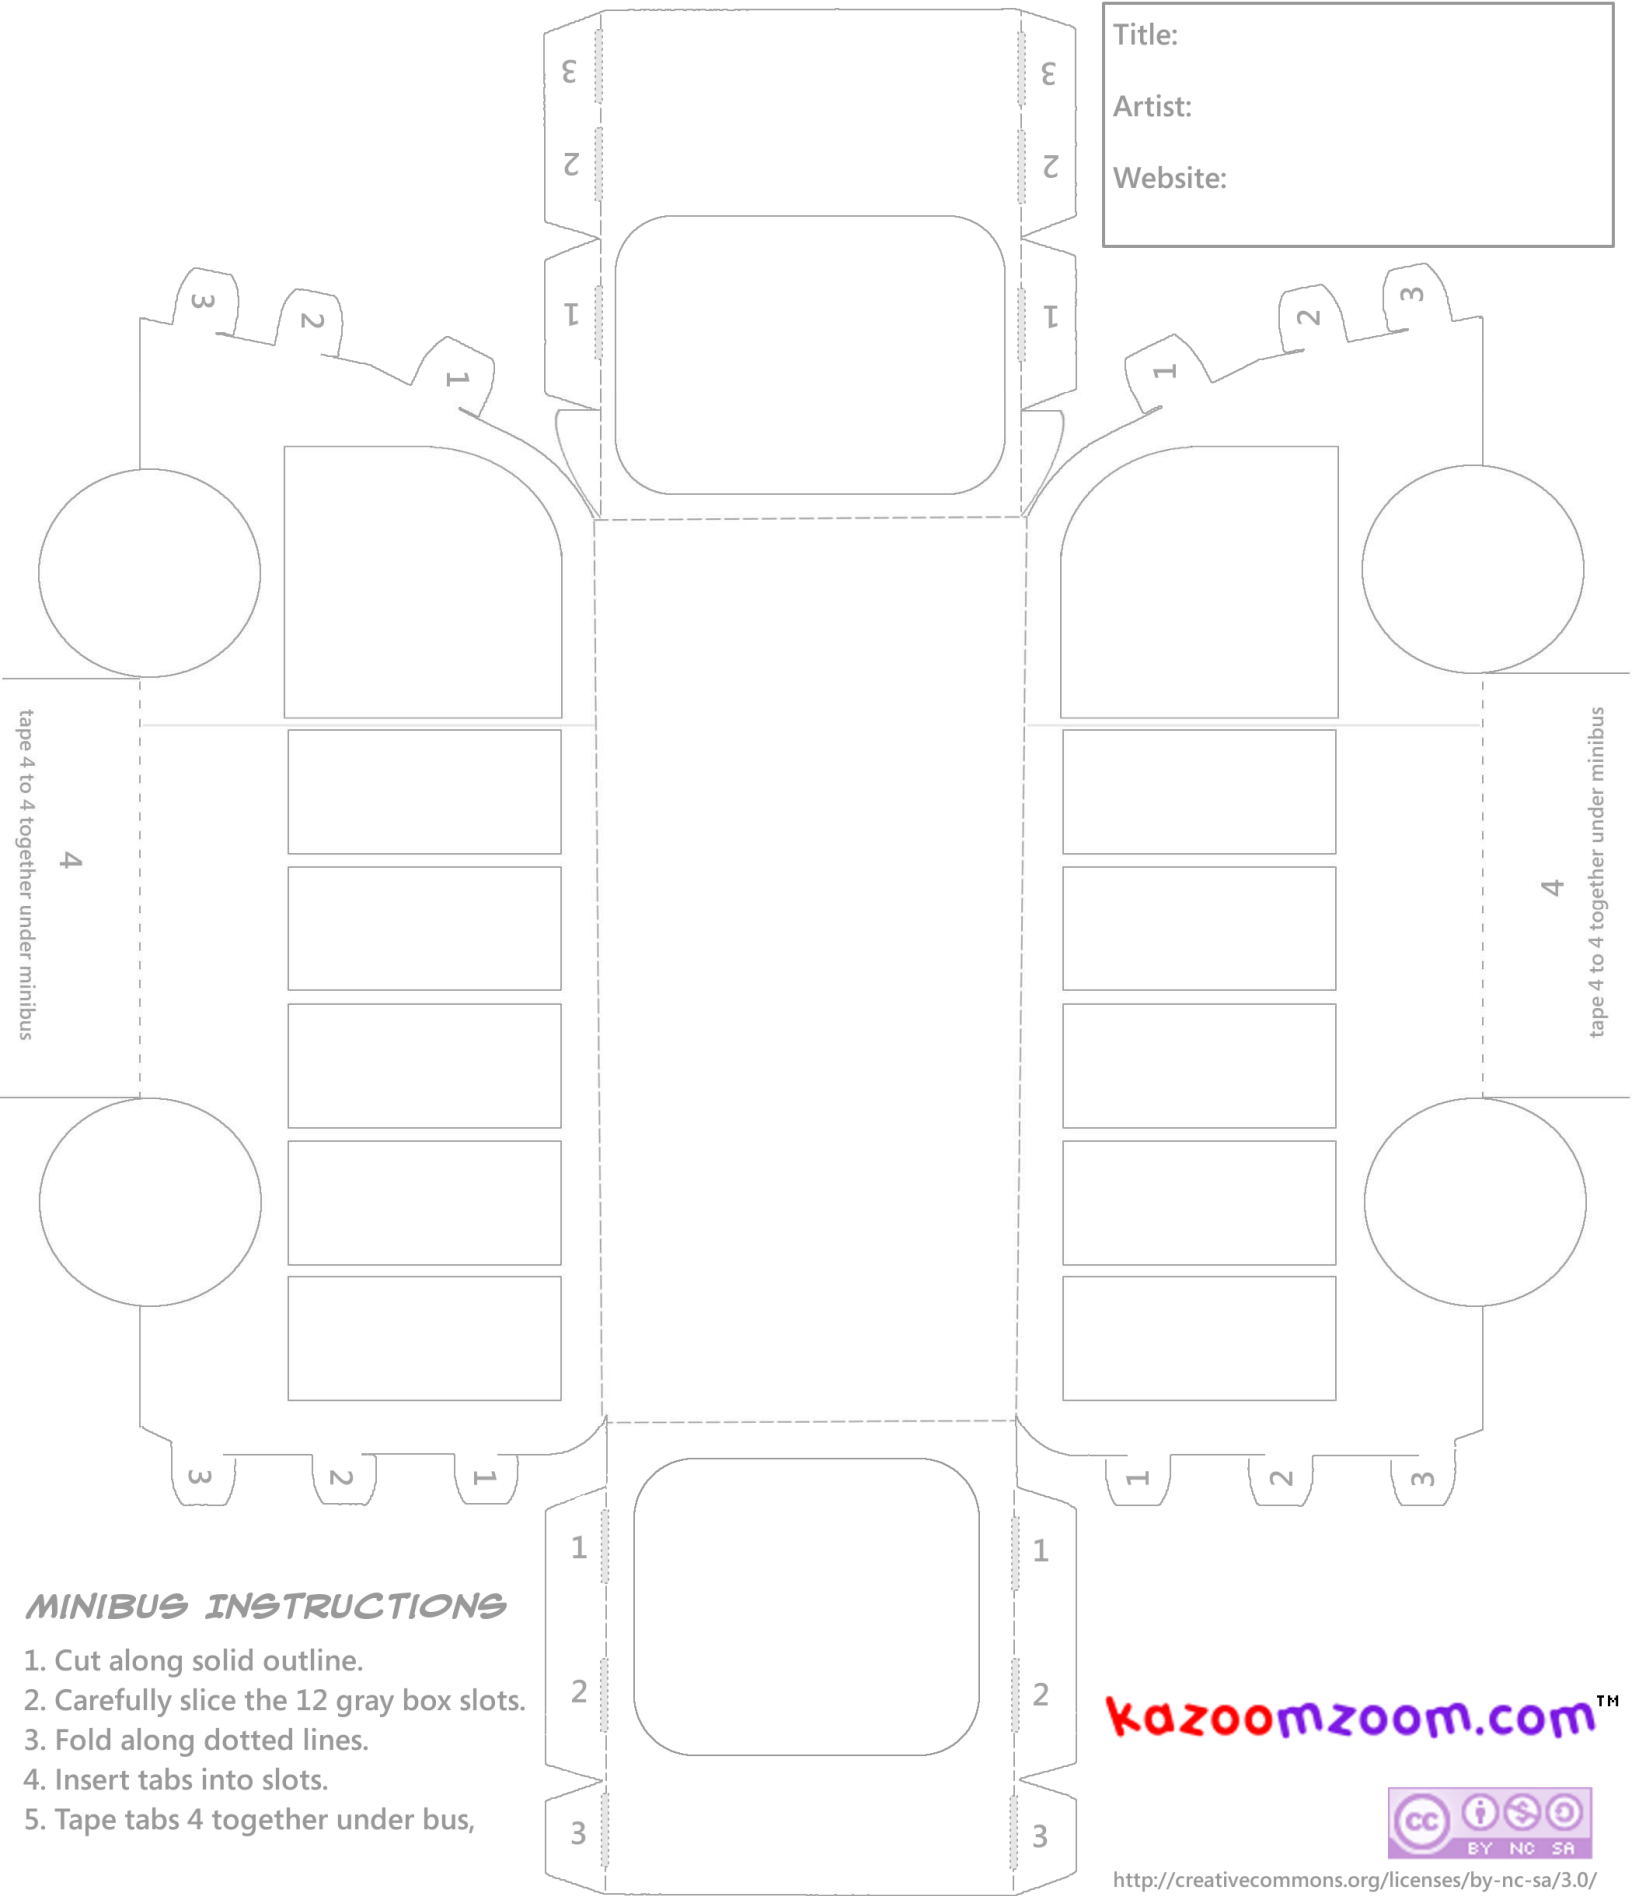 Title:
Artist:
Website:
3
3
2
2
1
1
3
2
1
1
2
3
tape 4 to 4 together under minibus
4
4
tape 4 to 4 together under minibus
3
2
1
1
2
3
1
1
2
2
3
3
MINIBUS INSTRUCTIONS
1. Cut along solid outline.
2. Carefully slice the 12 gray box slots.
3. Fold along dotted lines.
4. Insert tabs into slots.
5. Tape tabs 4 together under bus,
kazoomzoom.com™
cc
BY NC SA
http://creativecommons.org/licenses/by-nc-sa/3.0/